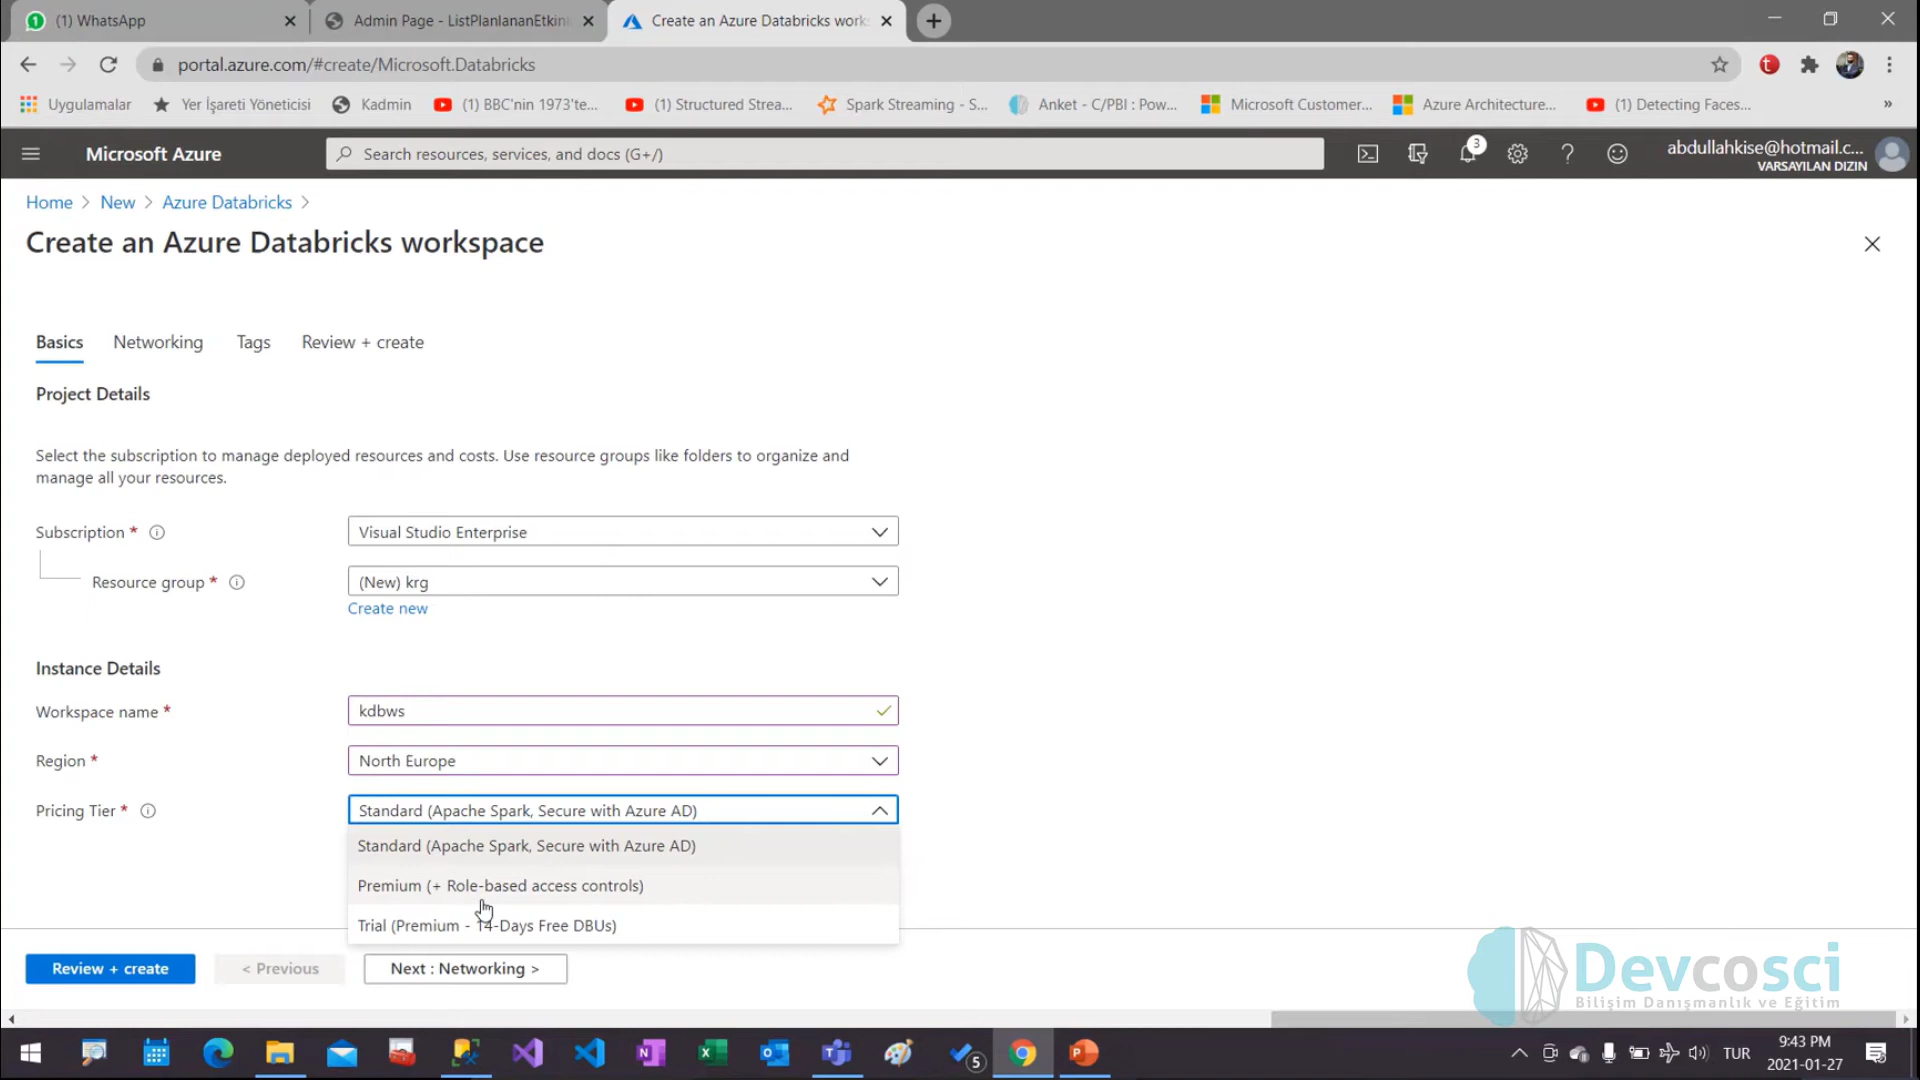 (1) WhatsApp
Admin Page - ListPlanlananEtkin
Create an Azure Databricks works
portal.azure.com/#create/Microsoft.Databricks
Uygulamalar
Yer İşareti Yöneticisi
Kadmin
(1) BBC'nin 1973'te...
(1) Structured Strea...
Spark Streaming - S...
Anket - C/PBI : Pow...
Microsoft Customer...
Azure Architecture...
(1) Detecting Faces...
»
Microsoft Azure
Search resources, services, and docs (G+/)
3
abdullahkise@hotmail.c...
VARSAYILAN DIZIN
Home > New > Azure Databricks >
Create an Azure Databricks workspace
Basics Networking Tags Review + create
Project Details
Select the subscription to manage deployed resources and costs. Use resource groups like folders to organize and
manage all your resources.
Subscription *
Visual Studio Enterprise
Resource group *
(New) krg
Create new
Instance Details
Workspace name *
kdbws
Region *
North Europe
Pricing Tier *
Standard (Apache Spark, Secure with Azure AD)
Standard (Apache Spark, Secure with Azure AD)
Premium (+ Role-based access controls)
Trial (Premium - 14-Days Free DBUs)
Review + create
< Previous
Next : Networking >
Devcosci
Bilişim Danışmanlık ve Eğitim
5
TUR
9:43 PM
2021-01-27